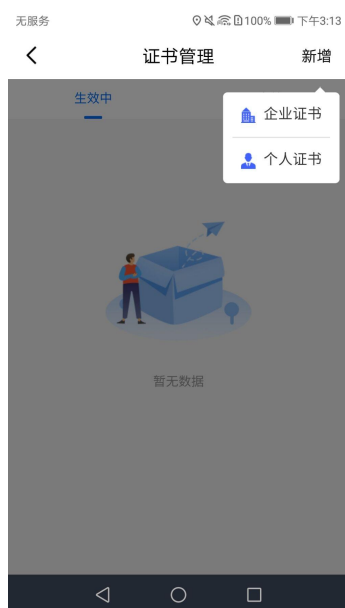 无服务 100% 下午3:13
证书管理 新增
生效中
企业证书
个人证书
暂无数据